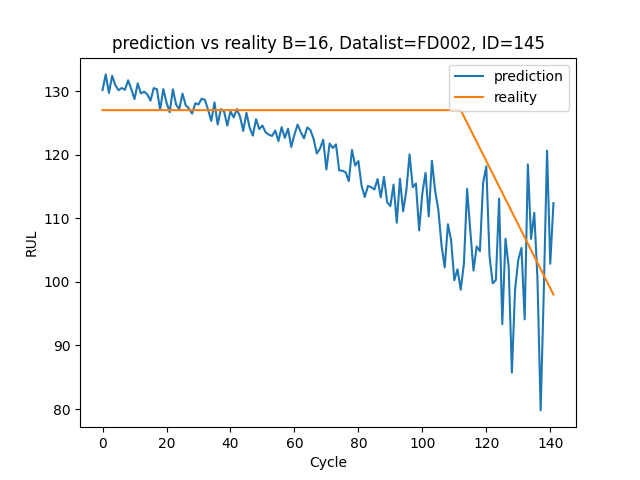 prediction vs reality B=16, Datalist=FD002, ID=145
prediction
reality
130
120
110
100
90
80
RUL
0 20 40 60 80 100 120 140
Cycle